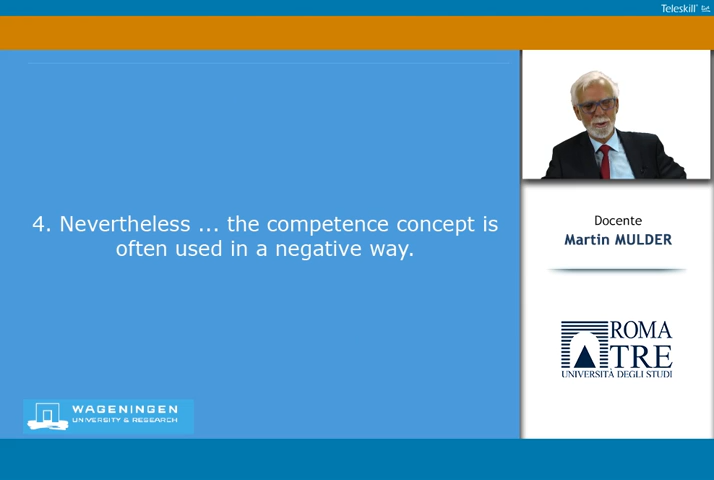 Teleskill
4. Nevertheless ... the competence concept is
often used in a negative way.
Docente
Martin MULDER
ROMA
TRE
UNIVERSITÀ DEGLI STUDI
WAGENINGEN
UNIVERSITY & RESEARCH